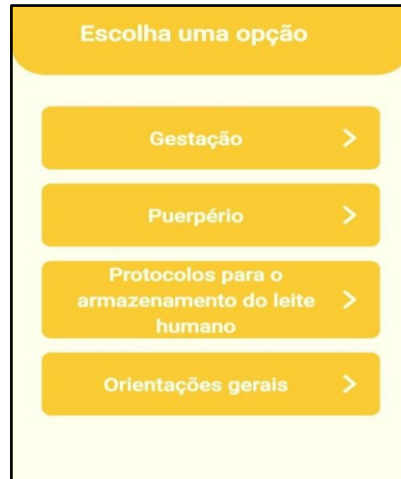 Escolha uma opção
Gestação
Puerpério
Protocolos para o
armazenamento do leite
humano
Orientações gerais